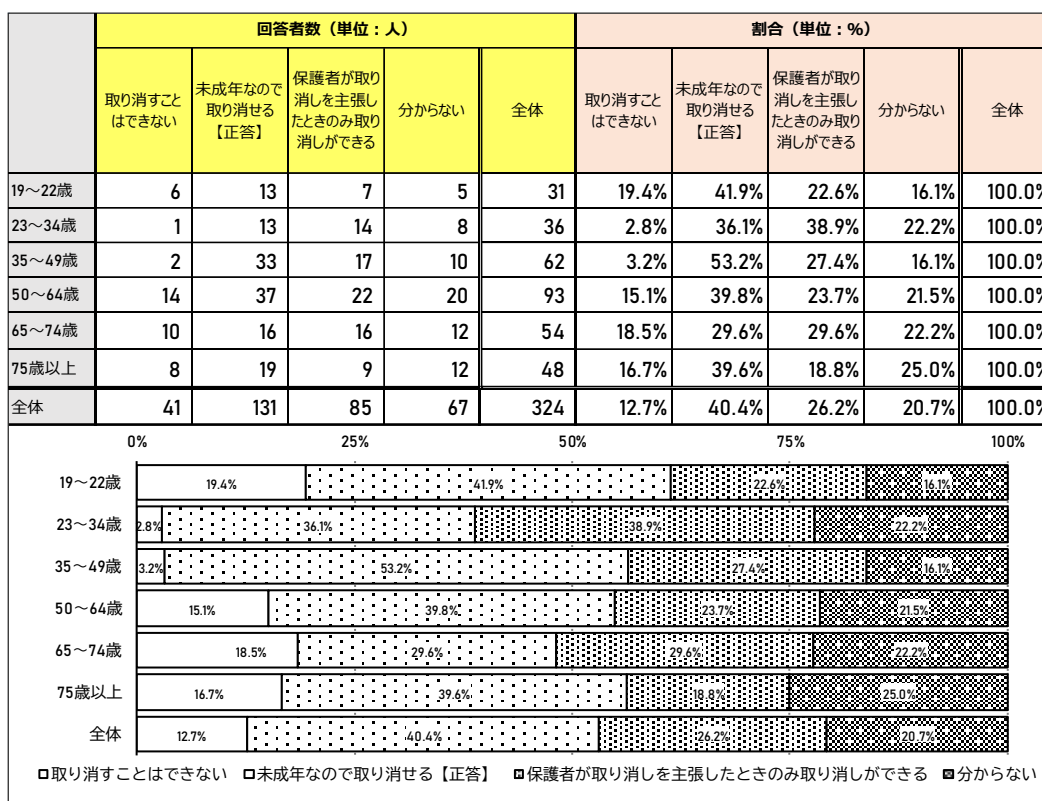 回答者数（単位：人） 割合（単位：%）
取り消すことはできない 未成年なので取り消せる【正答】 保護者が取り消しを主張したときのみ取り消しができる 分からない 全体 取り消すことはできない 未成年なので取り消せる【正答】 保護者が取り消しを主張したときのみ取り消しができる 分からない 全体
19～22歳 6 13 7 5 31 19.4% 41.9% 22.6% 16.1% 100.0%
23～34歳 1 13 14 8 36 2.8% 36.1% 38.9% 22.2% 100.0%
35～49歳 2 33 17 10 62 3.2% 53.2% 27.4% 16.1% 100.0%
50～64歳 14 37 22 20 93 15.1% 39.8% 23.7% 21.5% 100.0%
65～74歳 10 16 16 12 54 18.5% 29.6% 29.6% 22.2% 100.0%
75歳以上 8 19 9 12 48 16.7% 39.6% 18.8% 25.0% 100.0%
全体 41 131 85 67 324 12.7% 40.4% 26.2% 20.7% 100.0%
0% 25% 50% 75% 100%
19～22歳 19.4% 41.9% 22.6% 16.1%
23～34歳 2.8% 36.1% 38.9% 22.2%
35～49歳 3.2% 53.2% 27.4% 16.1%
50～64歳 15.1% 39.8% 23.7% 21.5%
65～74歳 18.5% 29.6% 29.6% 22.2%
75歳以上 16.7% 39.6% 18.8% 25.0%
全体 12.7% 40.4% 26.2% 20.7%
取り消すことはできない 未成年なので取り消せる【正答】 保護者が取り消しを主張したときのみ取り消しができる 分からない